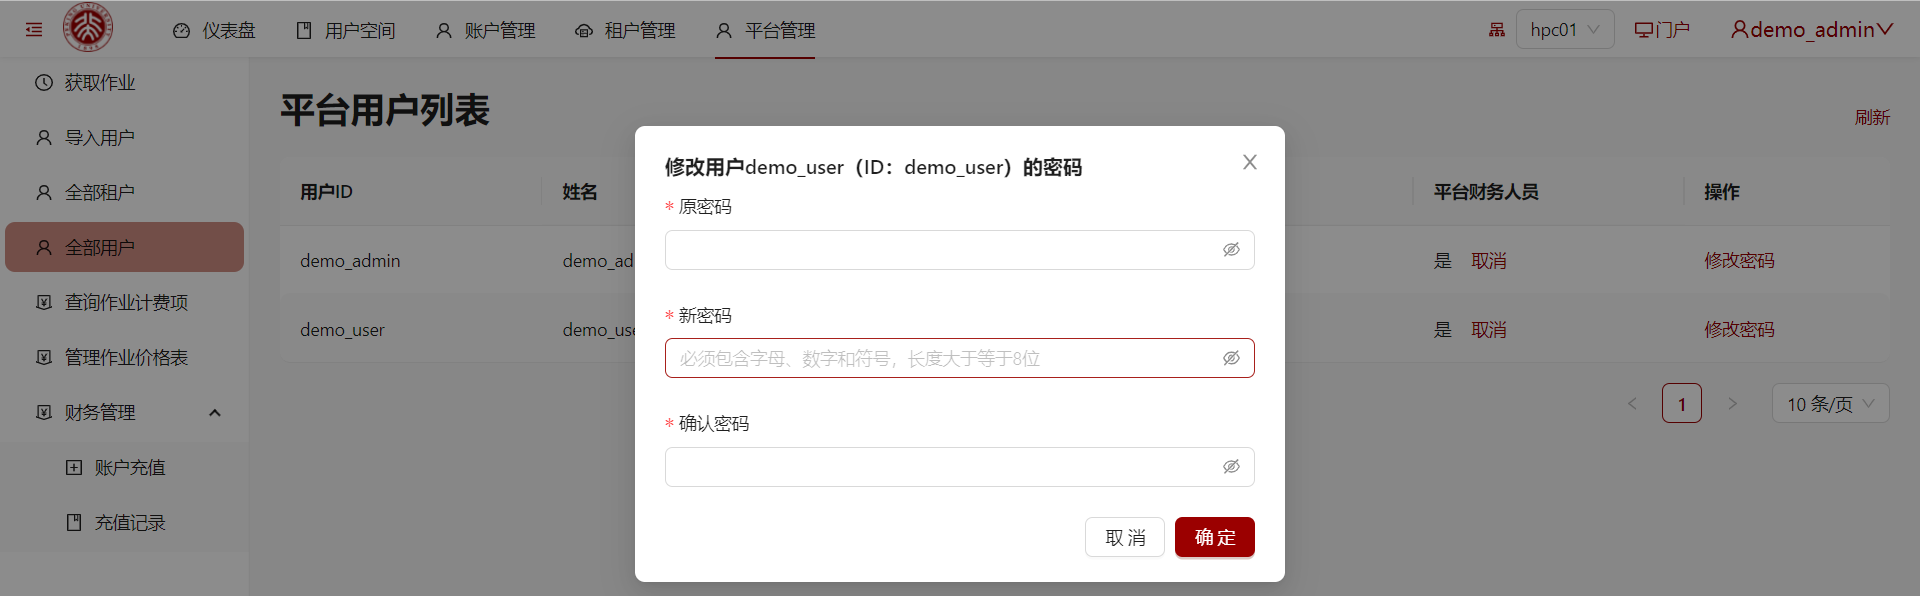 仪表盘
用户空间
账户管理
租户管理
平台管理
hpc01
门户
demo_admin
获取作业
导入用户
全部租户
全部用户
查询作业计费项
管理作业价格表
财务管理
账户充值
充值记录
平台用户列表
刷新
用户ID 姓名 平台财务人员 操作
demo_admin demo_ad 是 取消 修改密码
demo_user demo_use 是 取消 修改密码
1
10 条/页
修改用户demo_user（ID：demo_user）的密码
* 原密码
* 新密码
必须包含字母、数字和符号，长度大于等于8位
* 确认密码
取 消
确 定